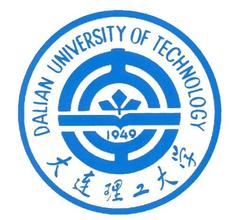 DALIAN UNIVERSITY OF TECHNOLOGY
1949
大连理工大学